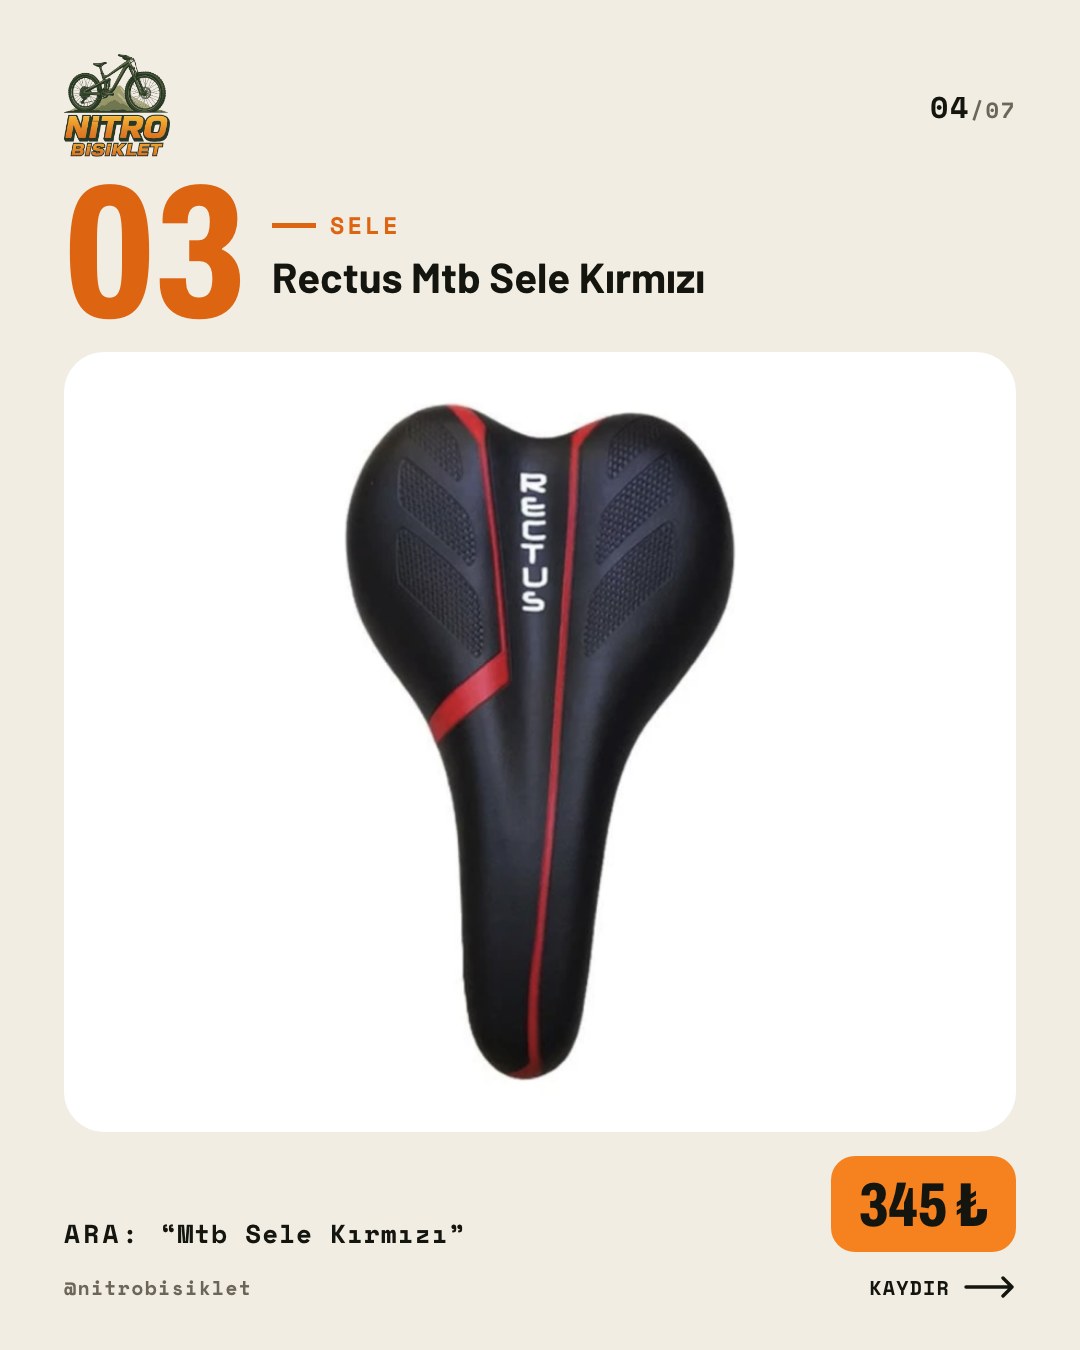 NiTRO
BISIKLET
04/07
03
SELE
Rectus Mtb Sele Kırmızı
RECTUS
345 ₺
ARA: “Mtb Sele Kırmızı”
@nitrobisiklet
KAYDIR